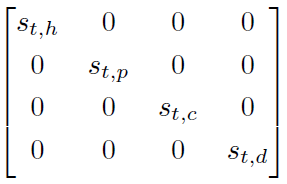 s_{t,h} 0 0 0
0 s_{t,p} 0 0
0 0 s_{t,c} 0
0 0 0 s_{t,d}